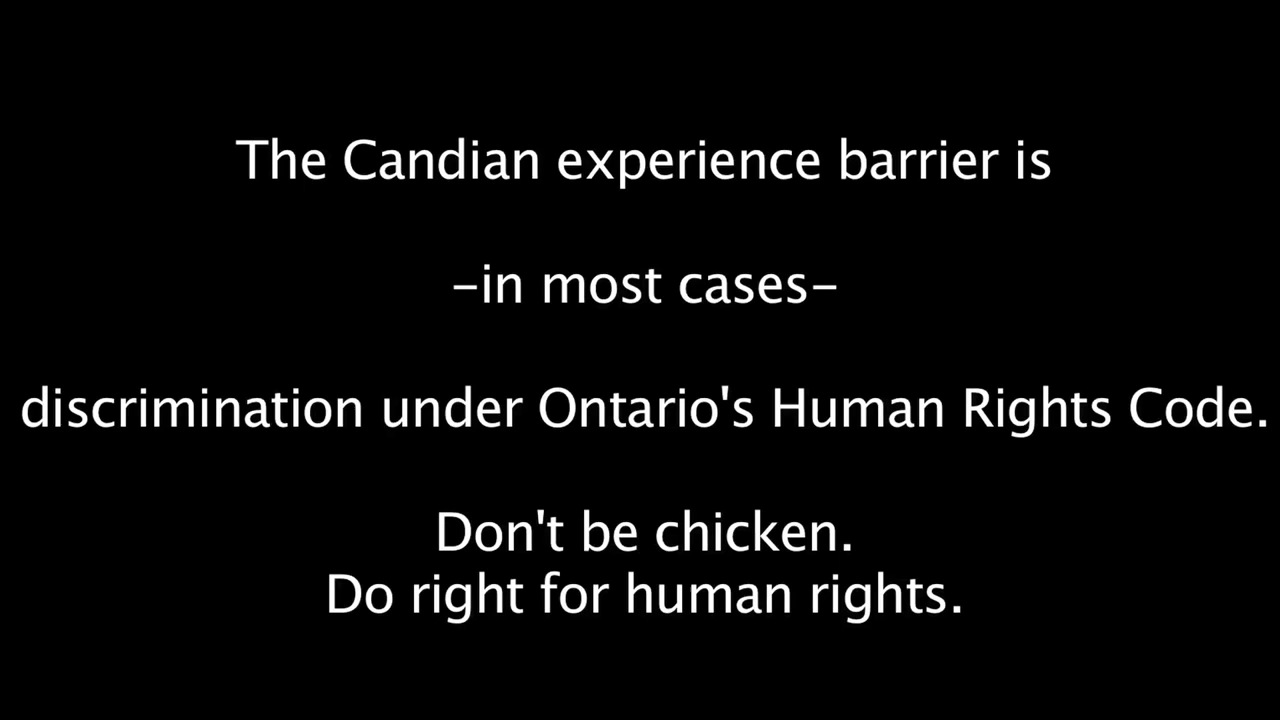 The Candian experience barrier is
-in most cases-
discrimination under Ontario's Human Rights Code.
Don't be chicken.
Do right for human rights.